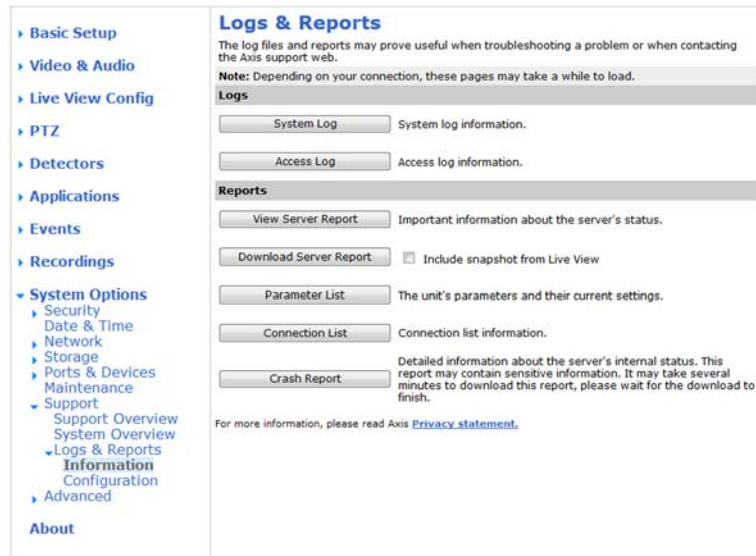 Basic Setup
Video & Audio
Live View Config
PTZ
Detectors
Applications
Events
Recordings
System Options
Security
Date & Time
Network
Storage
Ports & Devices
Maintenance
Support
Support Overview
System Overview
Logs & Reports
Information
Configuration
Advanced
About
Logs & Reports
The log files and reports may prove useful when troubleshooting a problem or when contacting
the Axis support web.
Note: Depending on your connection, these pages may take a while to load.
Logs
System Log System log information.
Access Log Access log information.
Reports
View Server Report Important information about the server's status.
Download Server Report Include snapshot from Live View
Parameter List The unit's parameters and their current settings.
Connection List Connection list information.
Crash Report
Detailed information about the server's internal status. This
report may contain sensitive information. It may take several
minutes to download this report, please wait for the download to
finish.
For more information, please read Axis Privacy statement.